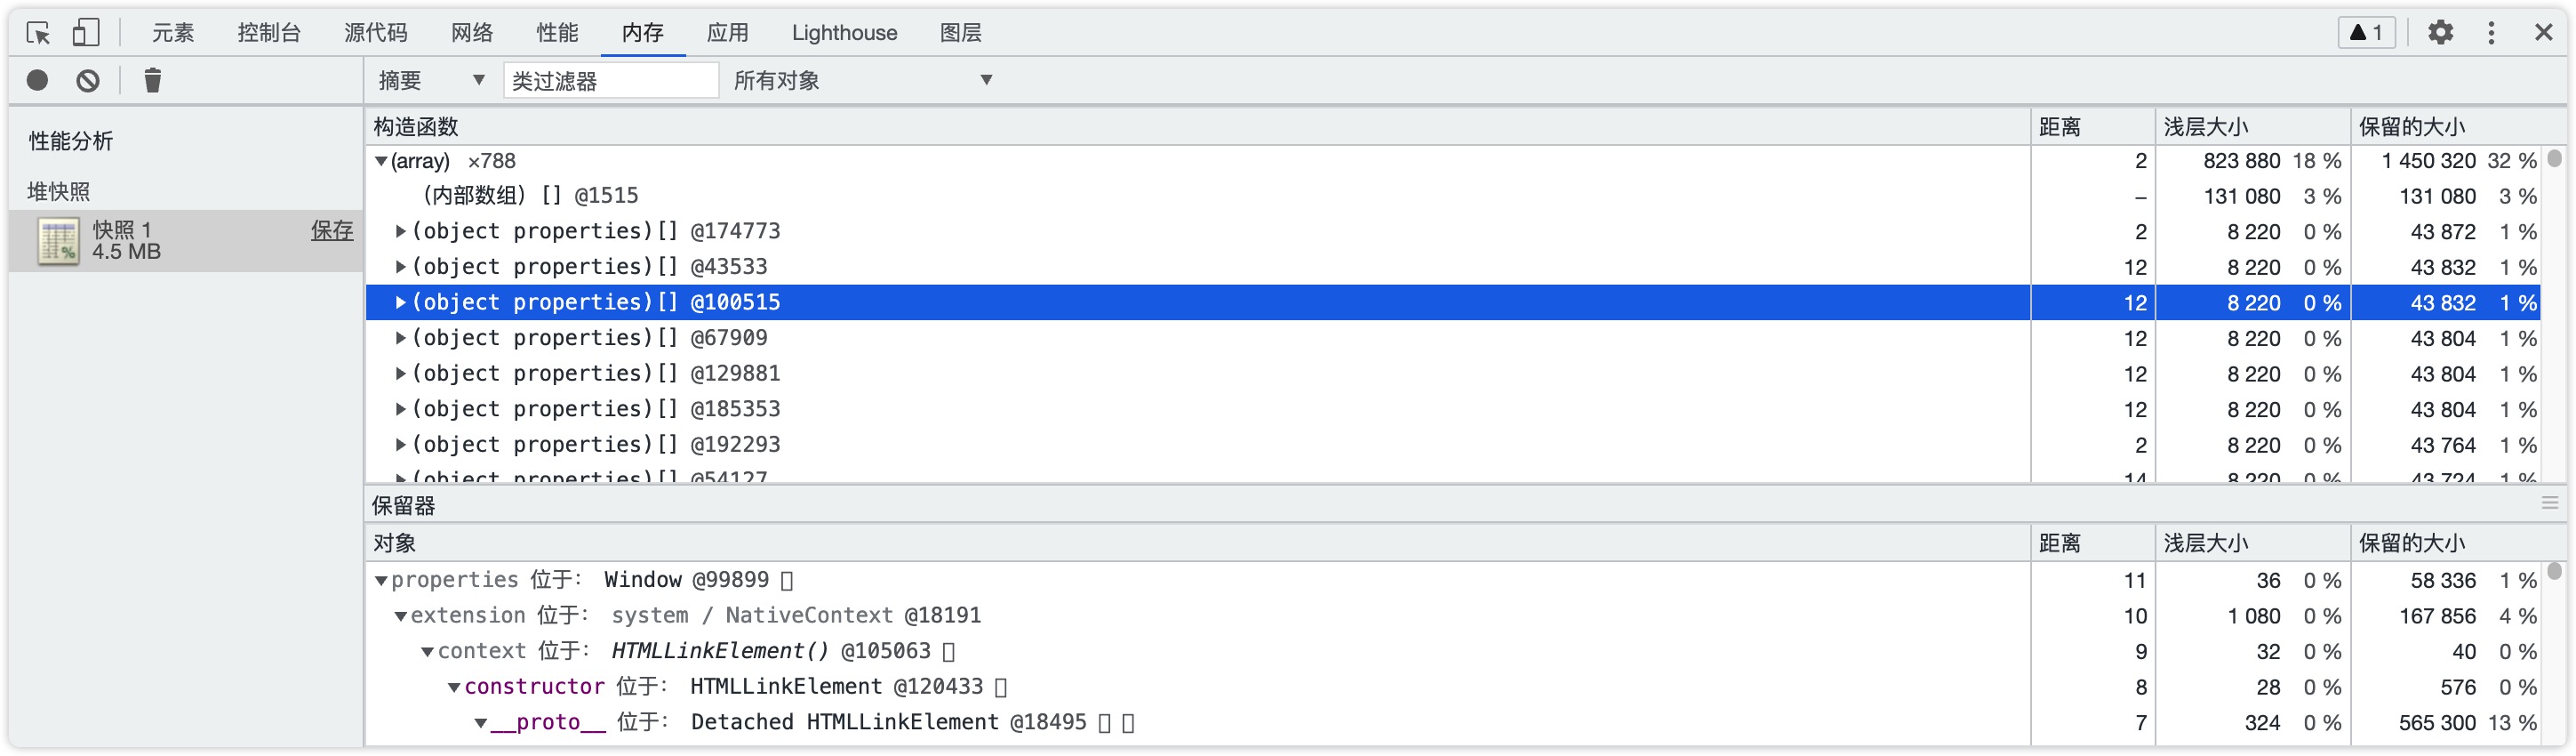 元素 控制台 源代码 网络 性能 内存 应用 Lighthouse 图层 1
摘要 类过滤器 所有对象
性能分析
堆快照
快照 1 保存
4.5 MB
构造函数 距离 浅层大小 保留的大小
(array) ×788 2 823 880 18 % 1 450 320 32 %
(内部数组) [] @1515 – 131 080 3 % 131 080 3 %
(object properties)[] @174773 2 8 220 0 % 43 872 1 %
(object properties)[] @43533 12 8 220 0 % 43 832 1 %
(object properties)[] @100515 12 8 220 0 % 43 832 1 %
(object properties)[] @67909 12 8 220 0 % 43 804 1 %
(object properties)[] @129881 12 8 220 0 % 43 804 1 %
(object properties)[] @185353 12 8 220 0 % 43 804 1 %
(object properties)[] @192293 2 8 220 0 % 43 764 1 %
(object properties)[] @54127 14 8 220 0 % 43 724 1 %
保留器
对象 距离 浅层大小 保留的大小
properties 位于: Window @99899 11 36 0 % 58 336 1 %
extension 位于: system / NativeContext @18191 10 1 080 0 % 167 856 4 %
context 位于: HTMLLinkElement() @105063 9 32 0 % 40 0 %
constructor 位于: HTMLLinkElement @120433 8 28 0 % 576 0 %
__proto__ 位于: Detached HTMLLinkElement @18495 7 324 0 % 565 300 13 %